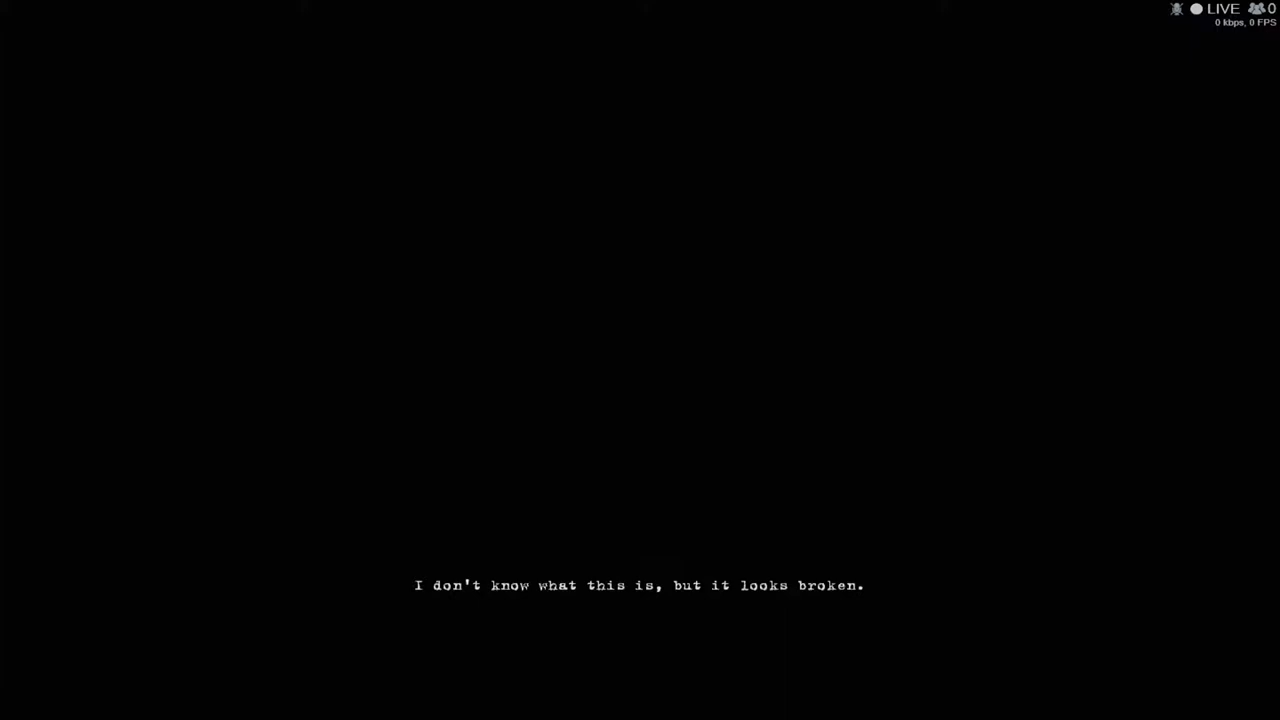 LIVE 0
0 kbps, 0 FPS
I don't know what this is, but it looks broken.